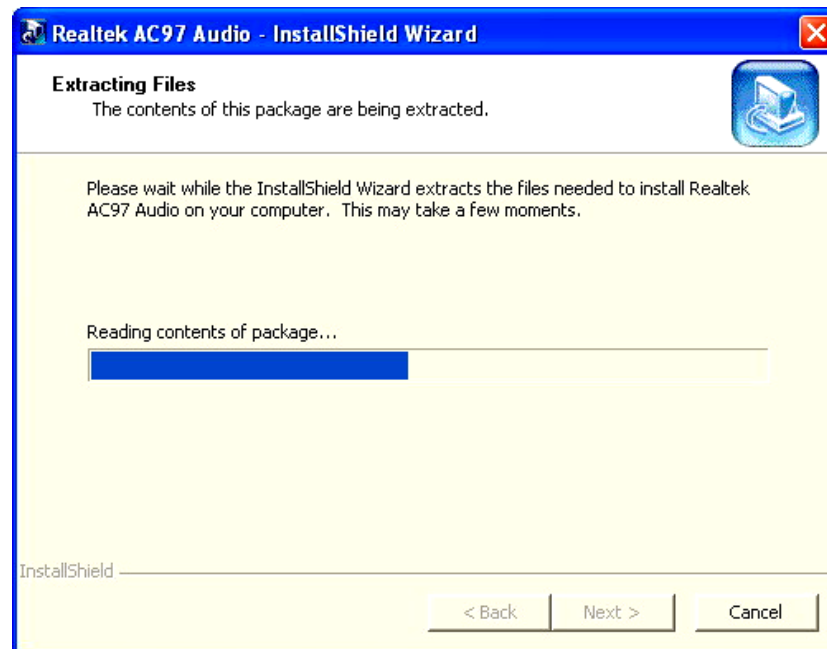 Realtek AC97 Audio - InstallShield Wizard
Extracting Files
The contents of this package are being extracted.
Please wait while the InstallShield Wizard extracts the files needed to install Realtek
AC97 Audio on your computer.  This may take a few moments.
Reading contents of package...
InstallShield
< Back
Next >
Cancel